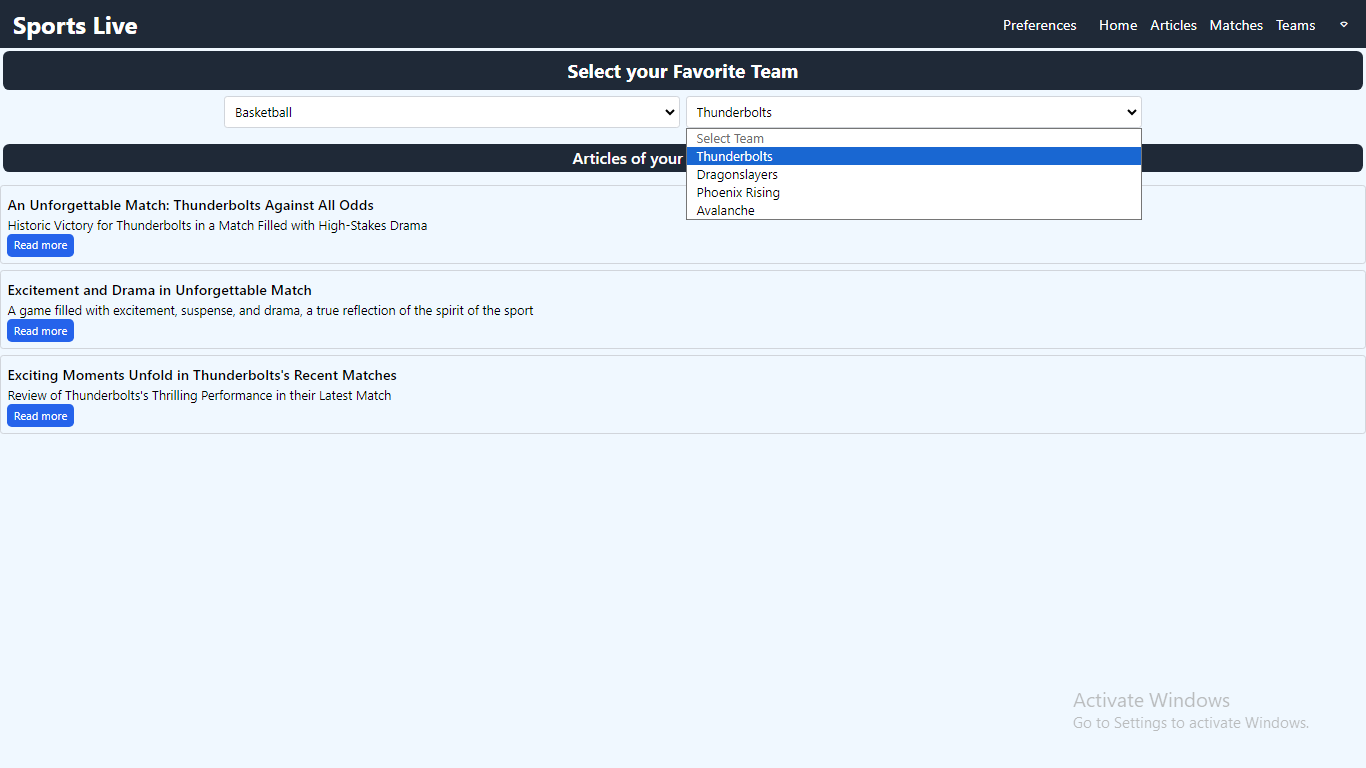 Sports Live
Preferences Home Articles Matches Teams
Select your Favorite Team
Basketball
Thunderbolts
Select Team
Thunderbolts
Dragonslayers
Phoenix Rising
Avalanche
Articles of your
An Unforgettable Match: Thunderbolts Against All Odds
Historic Victory for Thunderbolts in a Match Filled with High-Stakes Drama
Read more
Excitement and Drama in Unforgettable Match
A game filled with excitement, suspense, and drama, a true reflection of the spirit of the sport
Read more
Exciting Moments Unfold in Thunderbolts's Recent Matches
Review of Thunderbolts's Thrilling Performance in their Latest Match
Read more
Activate Windows
Go to Settings to activate Windows.